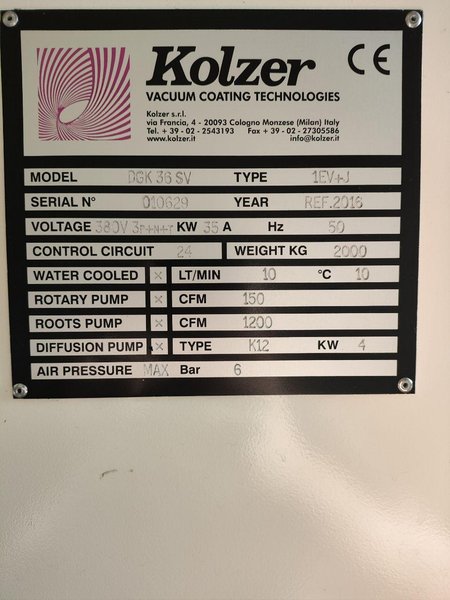 Kolzer CE
VACUUM COATING TECHNOLOGIES
Kolzer s.r.l.
via Francia, 4 - 20093 Cologno Monzese (Milan) Italy
Tel. + 39 - 02 - 2543193 Fax + 39 - 02 - 27305586
www.kolzer.it info@kolzer.it
MODEL DGK 36 SV TYPE 1EV+J
SERIAL N° 010629 YEAR REF.2016
VOLTAGE 380V 3P+N+T KW 35 A Hz 50
CONTROL CIRCUIT 24 WEIGHT KG 2000
WATER COOLED X LT/MIN 10 °C 10
ROTARY PUMP X CFM 150
ROOTS PUMP X CFM 1200
DIFFUSION PUMP X TYPE K12 KW 4
AIR PRESSURE MAX Bar 6